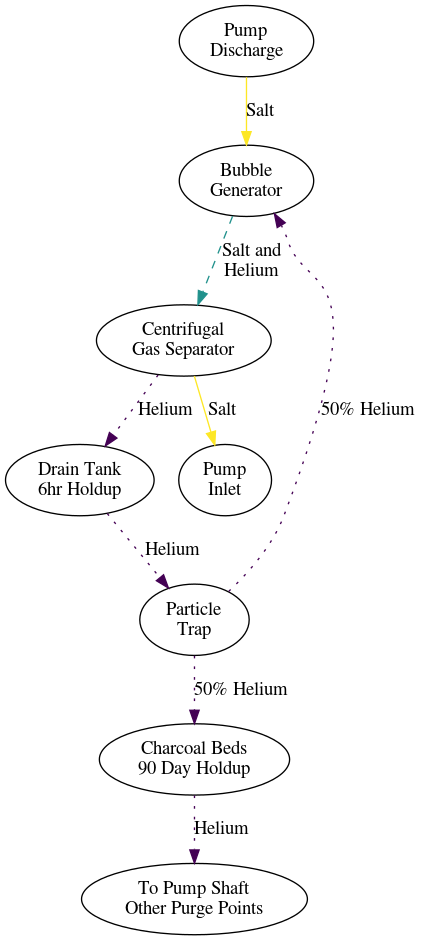 Pump
Discharge
Salt
Bubble
Generator
Salt and
Helium
Centrifugal
Gas Separator
Helium
Salt
50% Helium
Drain Tank
6hr Holdup
Pump
Inlet
Helium
Particle
Trap
50% Helium
Charcoal Beds
90 Day Holdup
Helium
To Pump Shaft
Other Purge Points